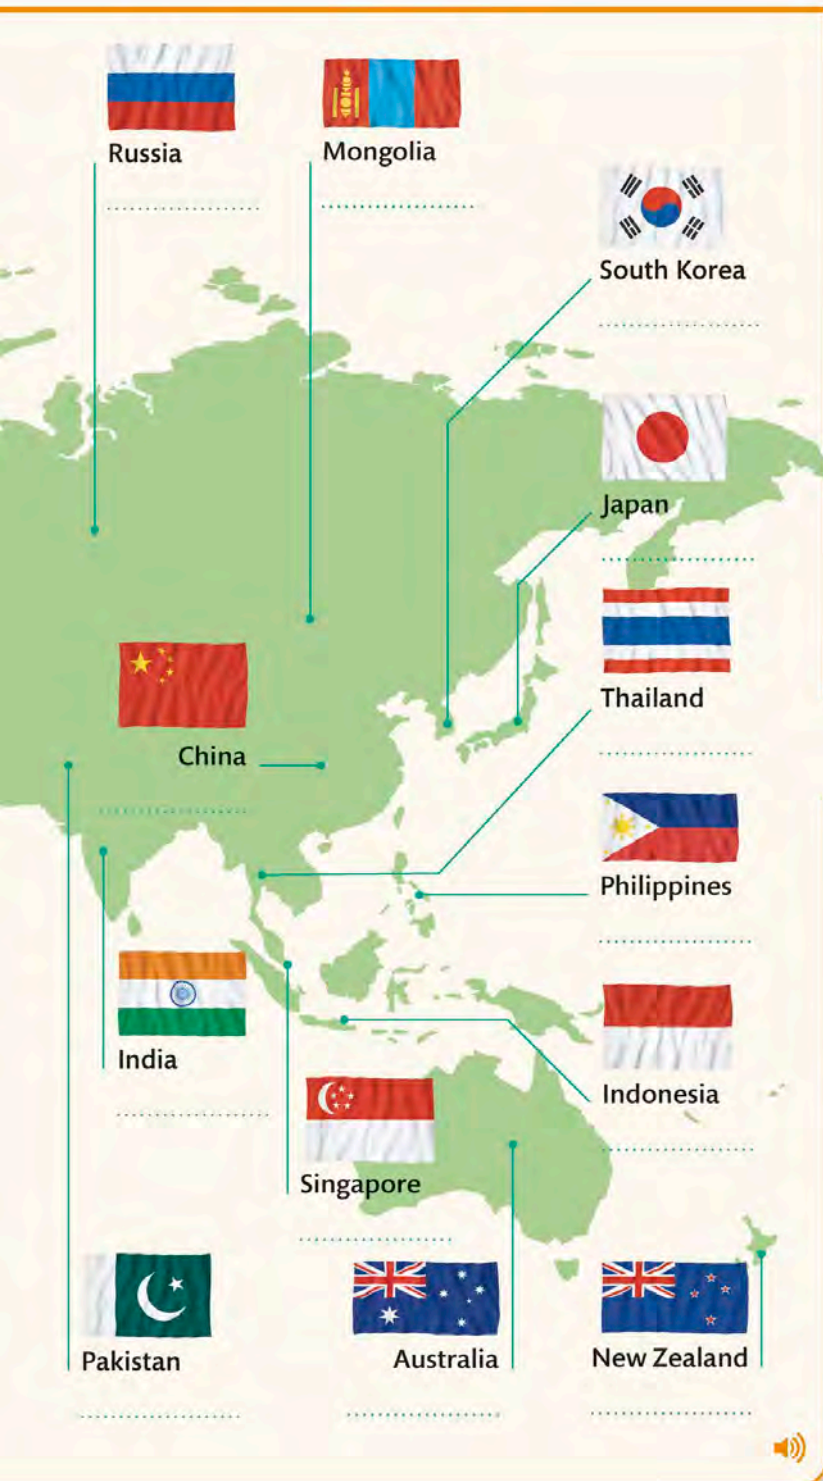 Russia
Mongolia
South Korea
Japan
Thailand
China
Philippines
India
Indonesia
Singapore
Pakistan
Australia
New Zealand